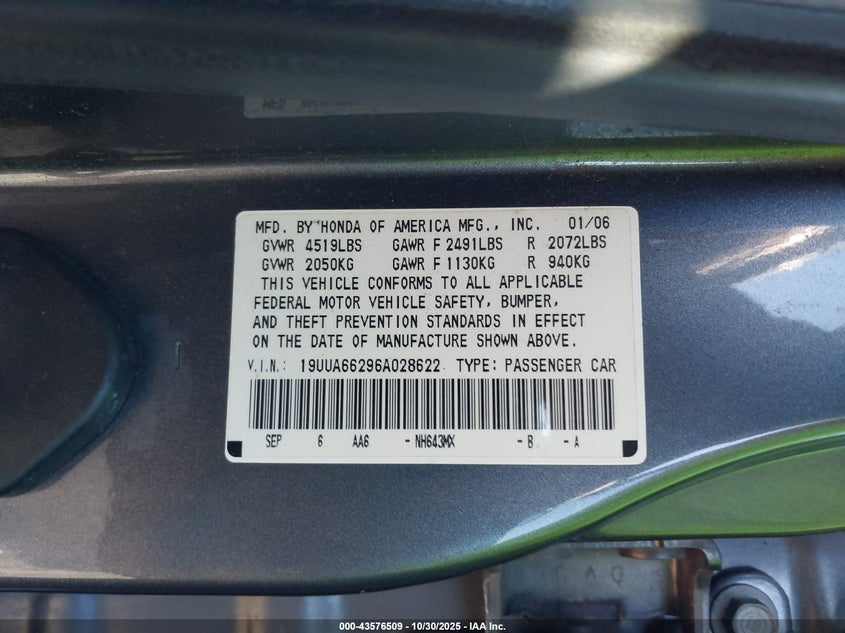 MFD. BY HONDA OF AMERICA MFG., INC. 01/06
GVWR 4519LBS GAWR F 2491LBS R 2072LBS
GVWR 2050KG GAWR F 1130KG R 940KG
THIS VEHICLE CONFORMS TO ALL APPLICABLE
FEDERAL MOTOR VEHICLE SAFETY, BUMPER,
AND THEFT PREVENTION STANDARDS IN EFFECT
ON THE DATE OF MANUFACTURE SHOWN ABOVE.
V.I.N.: 19UUA66296A028622 TYPE: PASSENGER CAR
SEP 6 AA6 - NH643MX - B - A
000-43576509 | 10/30/2025 | IAA Inc.